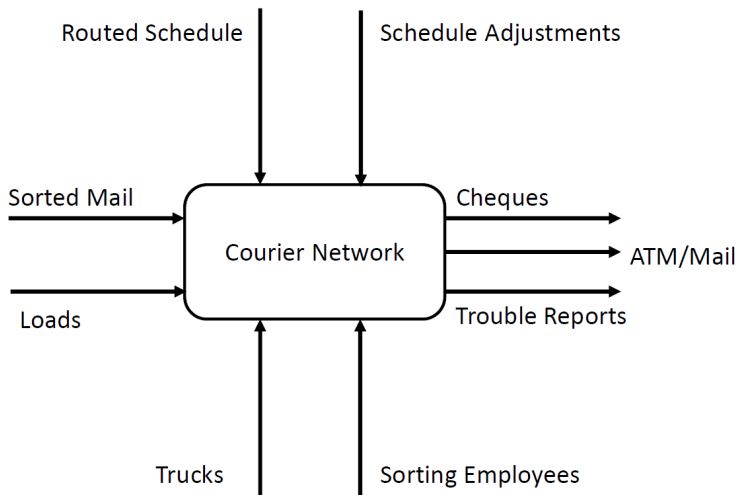 Routed Schedule
Schedule Adjustments
Sorted Mail
Cheques
Courier Network
ATM/Mail
Loads
Trouble Reports
Trucks
Sorting Employees